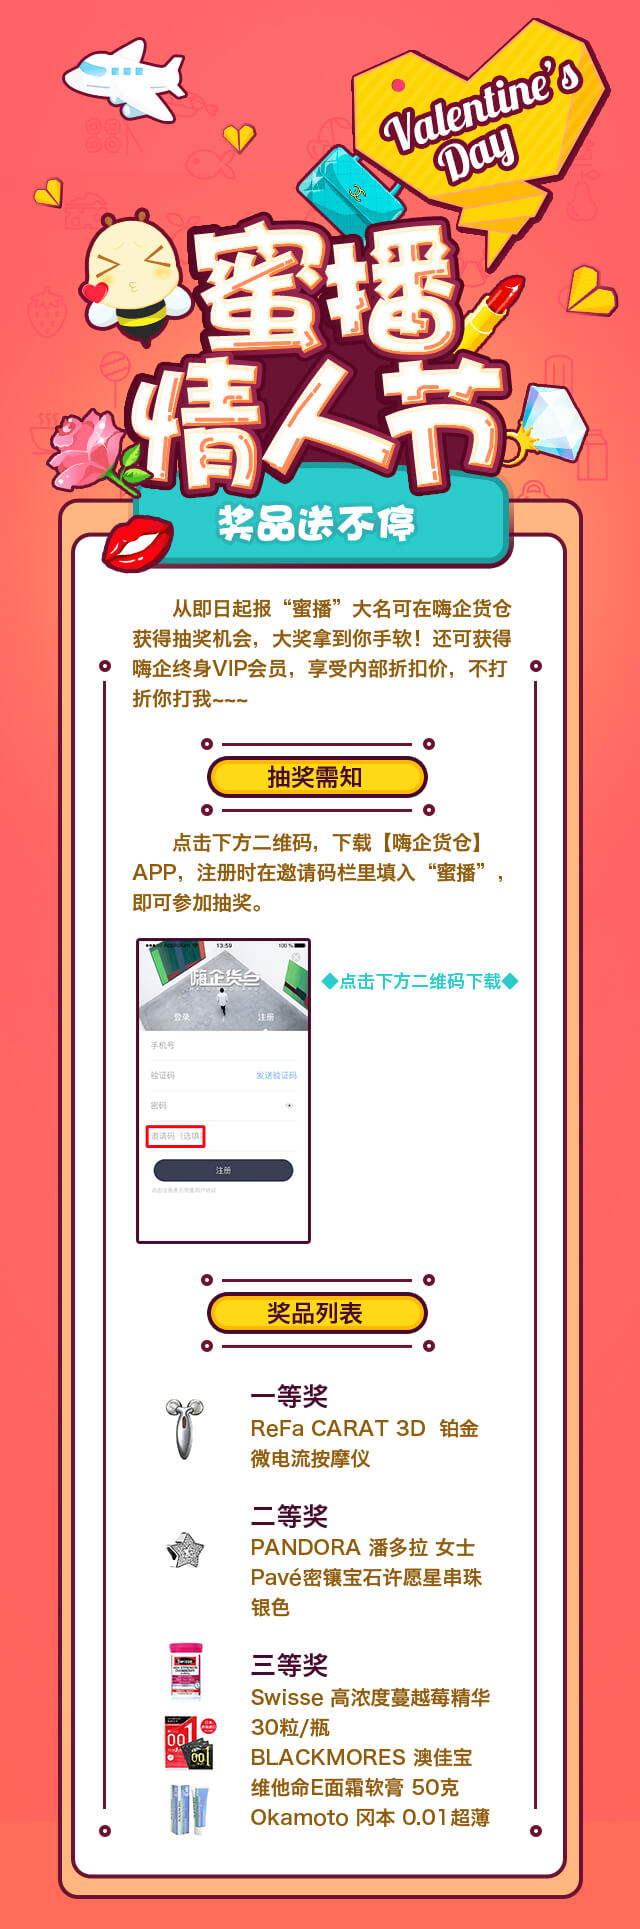 Valentine's
Day
蜜播
情人节
奖品送不停
从即日起报“蜜播”大名可在嗨企货仓
获得抽奖机会，大奖拿到你手软！还可获得
嗨企终身VIP会员，享受内部折扣价，不打
折你打我~~~
抽奖需知
点击下方二维码，下载【嗨企货仓】
APP，注册时在邀请码栏里填入“蜜播”，
即可参加抽奖。
13:59
100 %
嗨企货仓
登录
注册
手机号
验证码
发送验证码
密码
邀请码（选填）
注册
◆点击下方二维码下载◆
奖品列表
一等奖
ReFa CARAT 3D 铂金
微电流按摩仪
二等奖
PANDORA 潘多拉 女士
Pavé密镶宝石许愿星串珠
银色
三等奖
Swisse
Swisse 高浓度蔓越莓精华
30粒/瓶
001
BLACKMORES 澳佳宝
维他命E面霜软膏 50克
Okamoto 冈本 0.01超薄